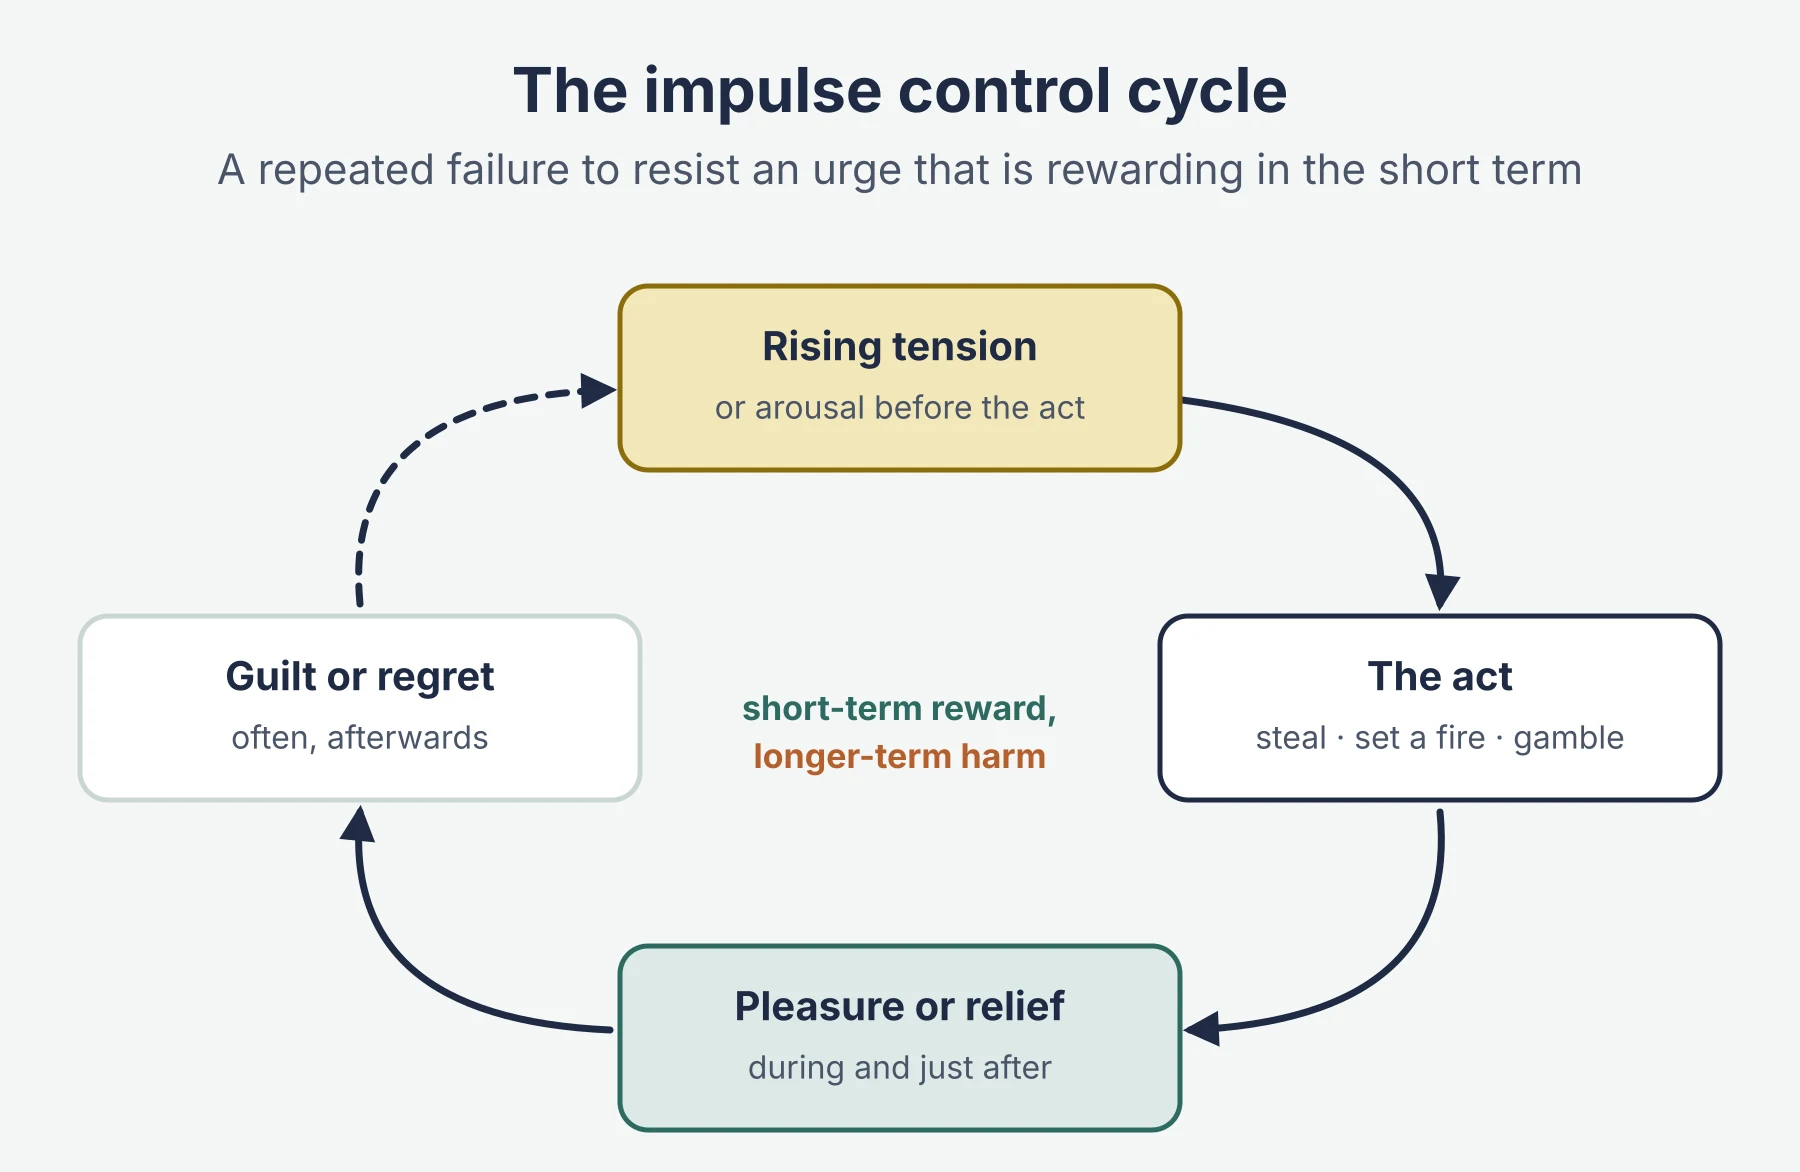 The impulse control cycle
A repeated failure to resist an urge that is rewarding in the short term
Rising tension
or arousal before the act
Guilt or regret
often, afterwards
short-term reward,
longer-term harm
The act
steal · set a fire · gamble
Pleasure or relief
during and just after